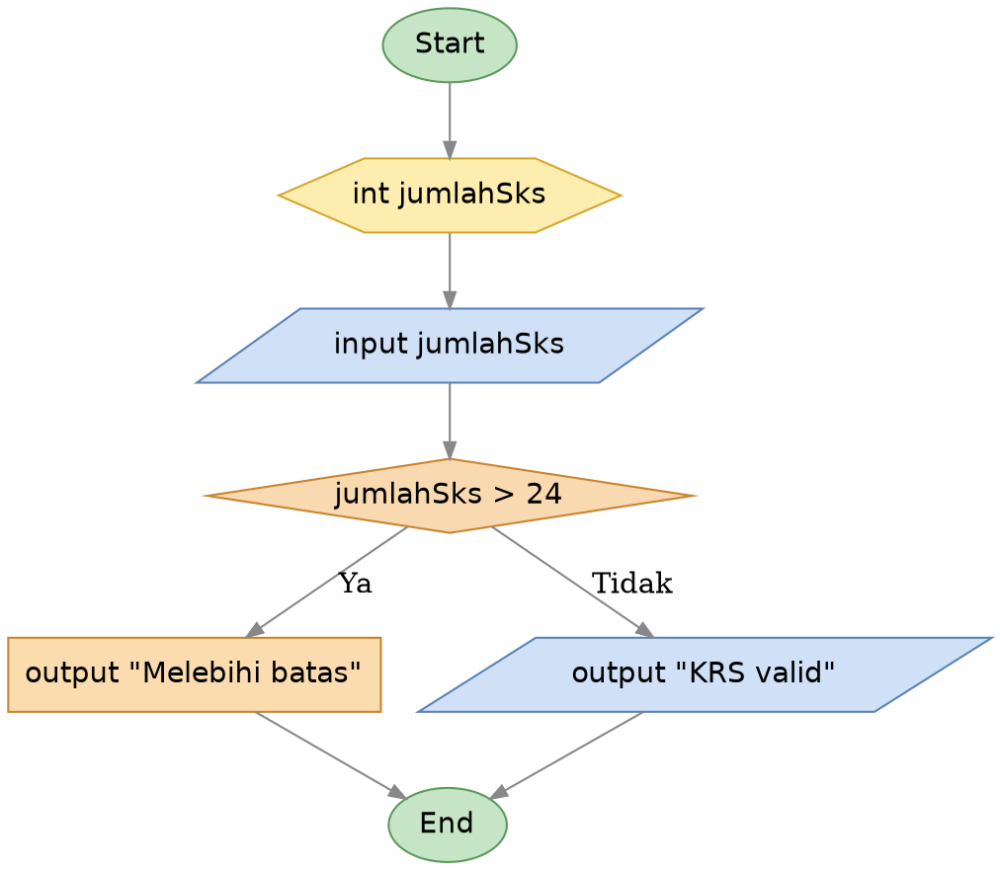 Start
int jumlahSks
input jumlahSks
jumlahSks > 24
Ya
Tidak
output "Melebihi batas"
output "KRS valid"
End